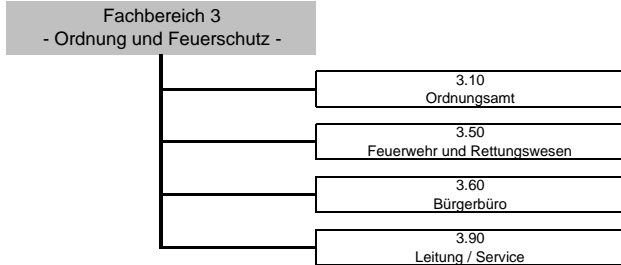 Fachbereich 3
- Ordnung und Feuerschutz -
3.10
Ordnungsamt
3.50
Feuerwehr und Rettungswesen
3.60
Bürgerbüro
3.90
Leitung / Service